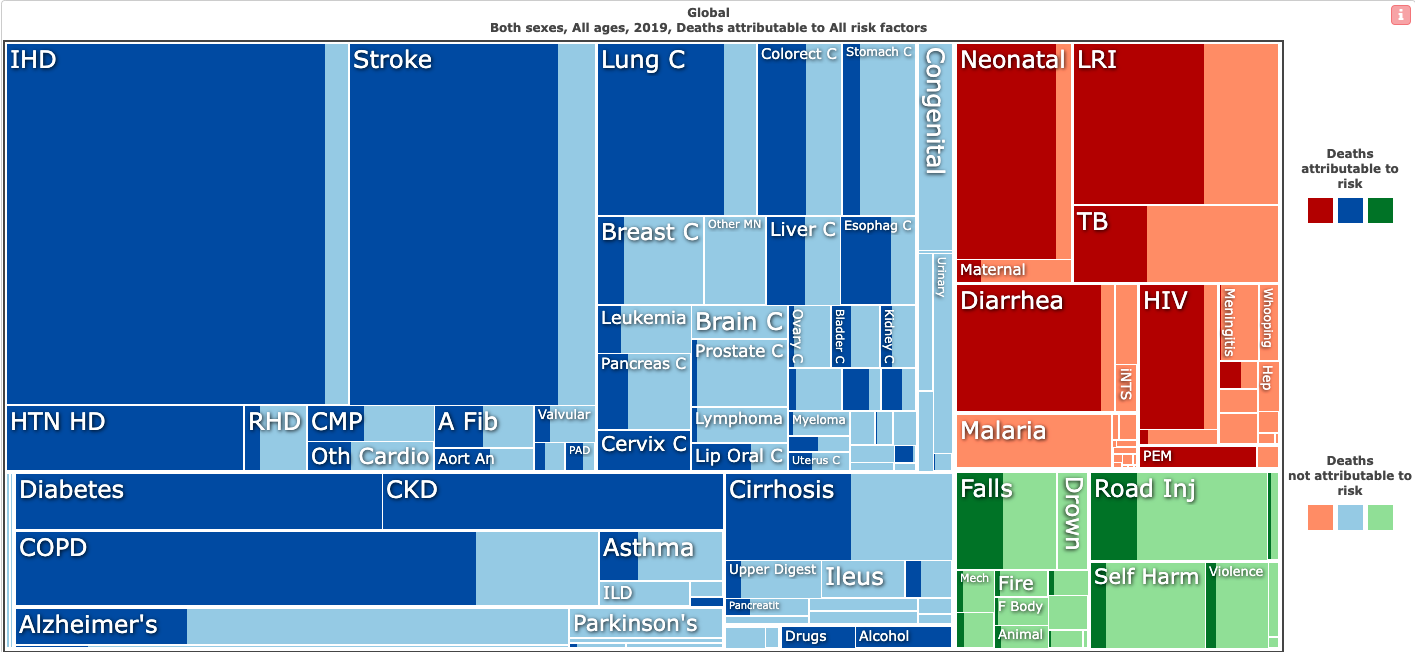 Global
Both sexes, All ages, 2019, Deaths attributable to All risk factors
i
IHD
Stroke
Lung C
Colorect C
Stomach C
Congenital
Neonatal
LRI
Breast C
Other MN
Liver C
Esophag C
Urinary
Maternal
TB
Leukemia
Brain C
Ovary C
Bladder C
Kidney C
Diarrhea
iNTS
HIV
Meningitis
Whooping
Pancreas C
Prostate C
Hep
HTN HD
RHD
CMP
A Fib
Valvular
Lymphoma
Myeloma
Malaria
Oth Cardio
Aort An
PAD
Cervix C
Lip Oral C
Uterus C
PEM
Diabetes
CKD
Cirrhosis
Falls
Drown
Road Inj
COPD
Asthma
ILD
Upper Digest
Ileus
Mech
Fire
Self Harm
Violence
Pancreatit
F Body
Alzheimer's
Parkinson's
Drugs
Alcohol
Animal
Deaths
attributable to
risk
Deaths
not attributable to
risk